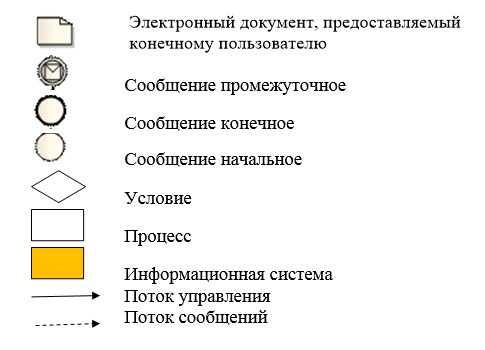 Электронный документ, предоставляемый
конечному пользователю
Сообщение промежуточное
Сообщение конечное
Сообщение начальное
Условие
Процесс
Информационная система
Поток управления
Поток сообщений